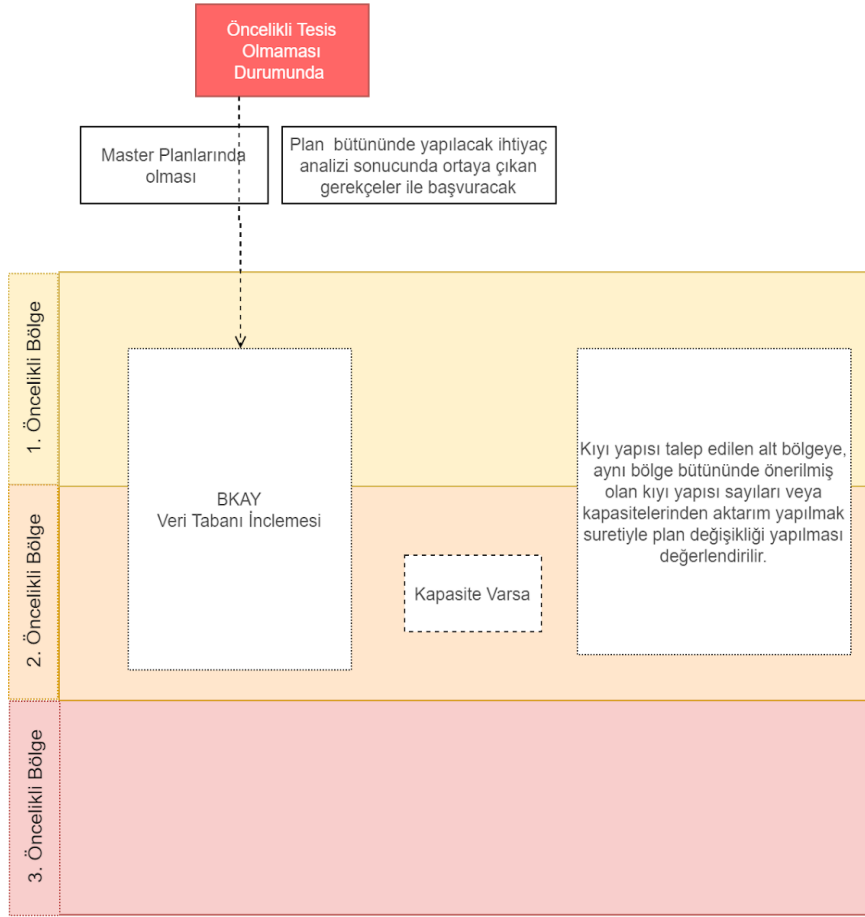 Öncelikli Tesis
Olmaması
Durumunda
Master Planlarında
olması
Plan bütününde yapılacak ihtiyaç
analizi sonucunda ortaya çıkan
gerekçeler ile başvuracak
1. Öncelikli Bölge
BKAY
Veri Tabanı İncelemesi
Kıyı yapısı talep edilen alt bölgeye,
aynı bölge bütününde önerilmiş
olan kıyı yapısı sayıları veya
kapasitelerinden aktarım yapılmak
suretiyle plan değişikliği yapılması
değerlendirilir.
2. Öncelikli Bölge
Kapasite Varsa
3. Öncelikli Bölge